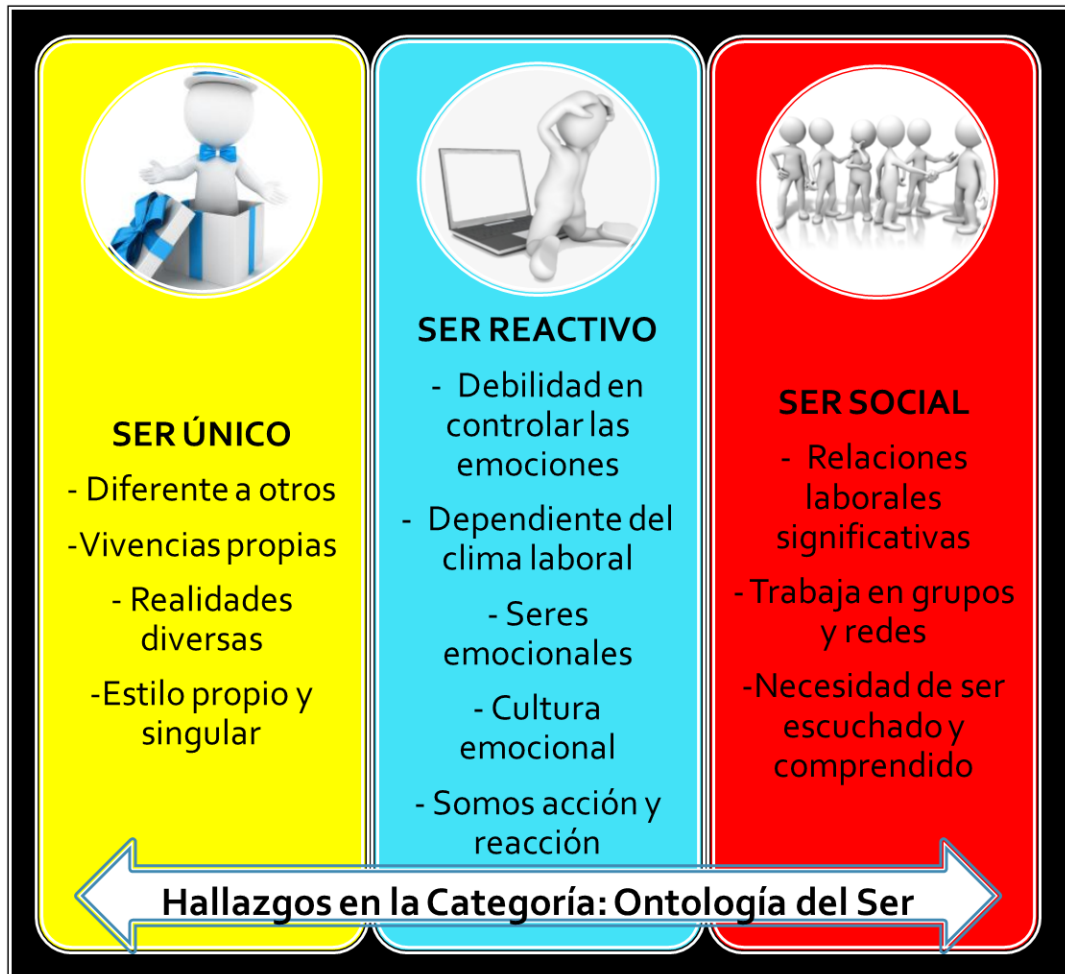 SER ÚNICO
- Diferente a otros
-Vivencias propias
- Realidades
diversas
-Estilo propio y
singular
SER REACTIVO
- Debilidad en
controlar las
emociones
- Dependiente del
clima laboral
- Seres
emocionales
- Cultura
emocional
- Somos acción y
reacción
SER SOCIAL
- Relaciones
laborales
significativas
- Trabaja en grupos
y redes
-Necesidad de ser
escuchado y
comprendido
Hallazgos en la Categoría: Ontología del Ser